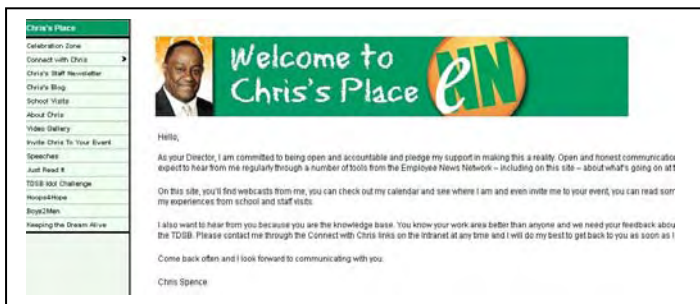 Chris's Place
Celebration Zone
Connect with Chris
Chris's Staff Newsletter
Chris's Blog
School Visits
About Chris
Video Gallery
Invite Chris To Your Event
Speeches
Just Read It
TDSB Idol Challenge
Hoops4Hope
Boys2Men
Keeping the Dream Alive
Welcome to
Chris's Place
eNN
Hello,
As your Director, I am committed to being open and accountable and pledge my support in making this a reality. Open and honest communication
expect to hear from me regularly through a number of tools from the Employee News Network – including on this site – about what's going on at t
On this site, you'll find webcasts from me, you can check out my calendar and see where I am and even invite me to your event, you can read som
my experiences from school and staff visits.
I also want to hear from you because you are the knowledge base. You know your work area better than anyone and we need your feedback abou
the TDSB. Please contact me through the Connect with Chris links on the Intranet at any time and I will do my best to get back to you as soon as I
Come back often and I look forward to communicating with you.
Chris Spence